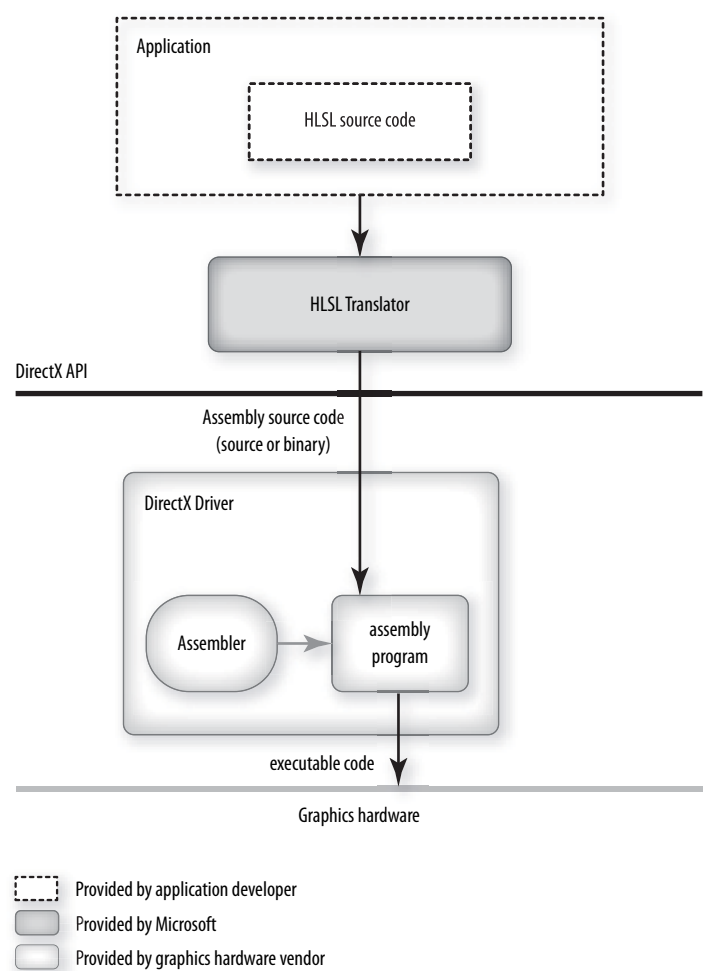 Application
HLSL source code
HLSL Translator
DirectX API
Assembly source code
(source or binary)
DirectX Driver
Assembler
assembly
program
executable code
Graphics hardware
Provided by application developer
Provided by Microsoft
Provided by graphics hardware vendor